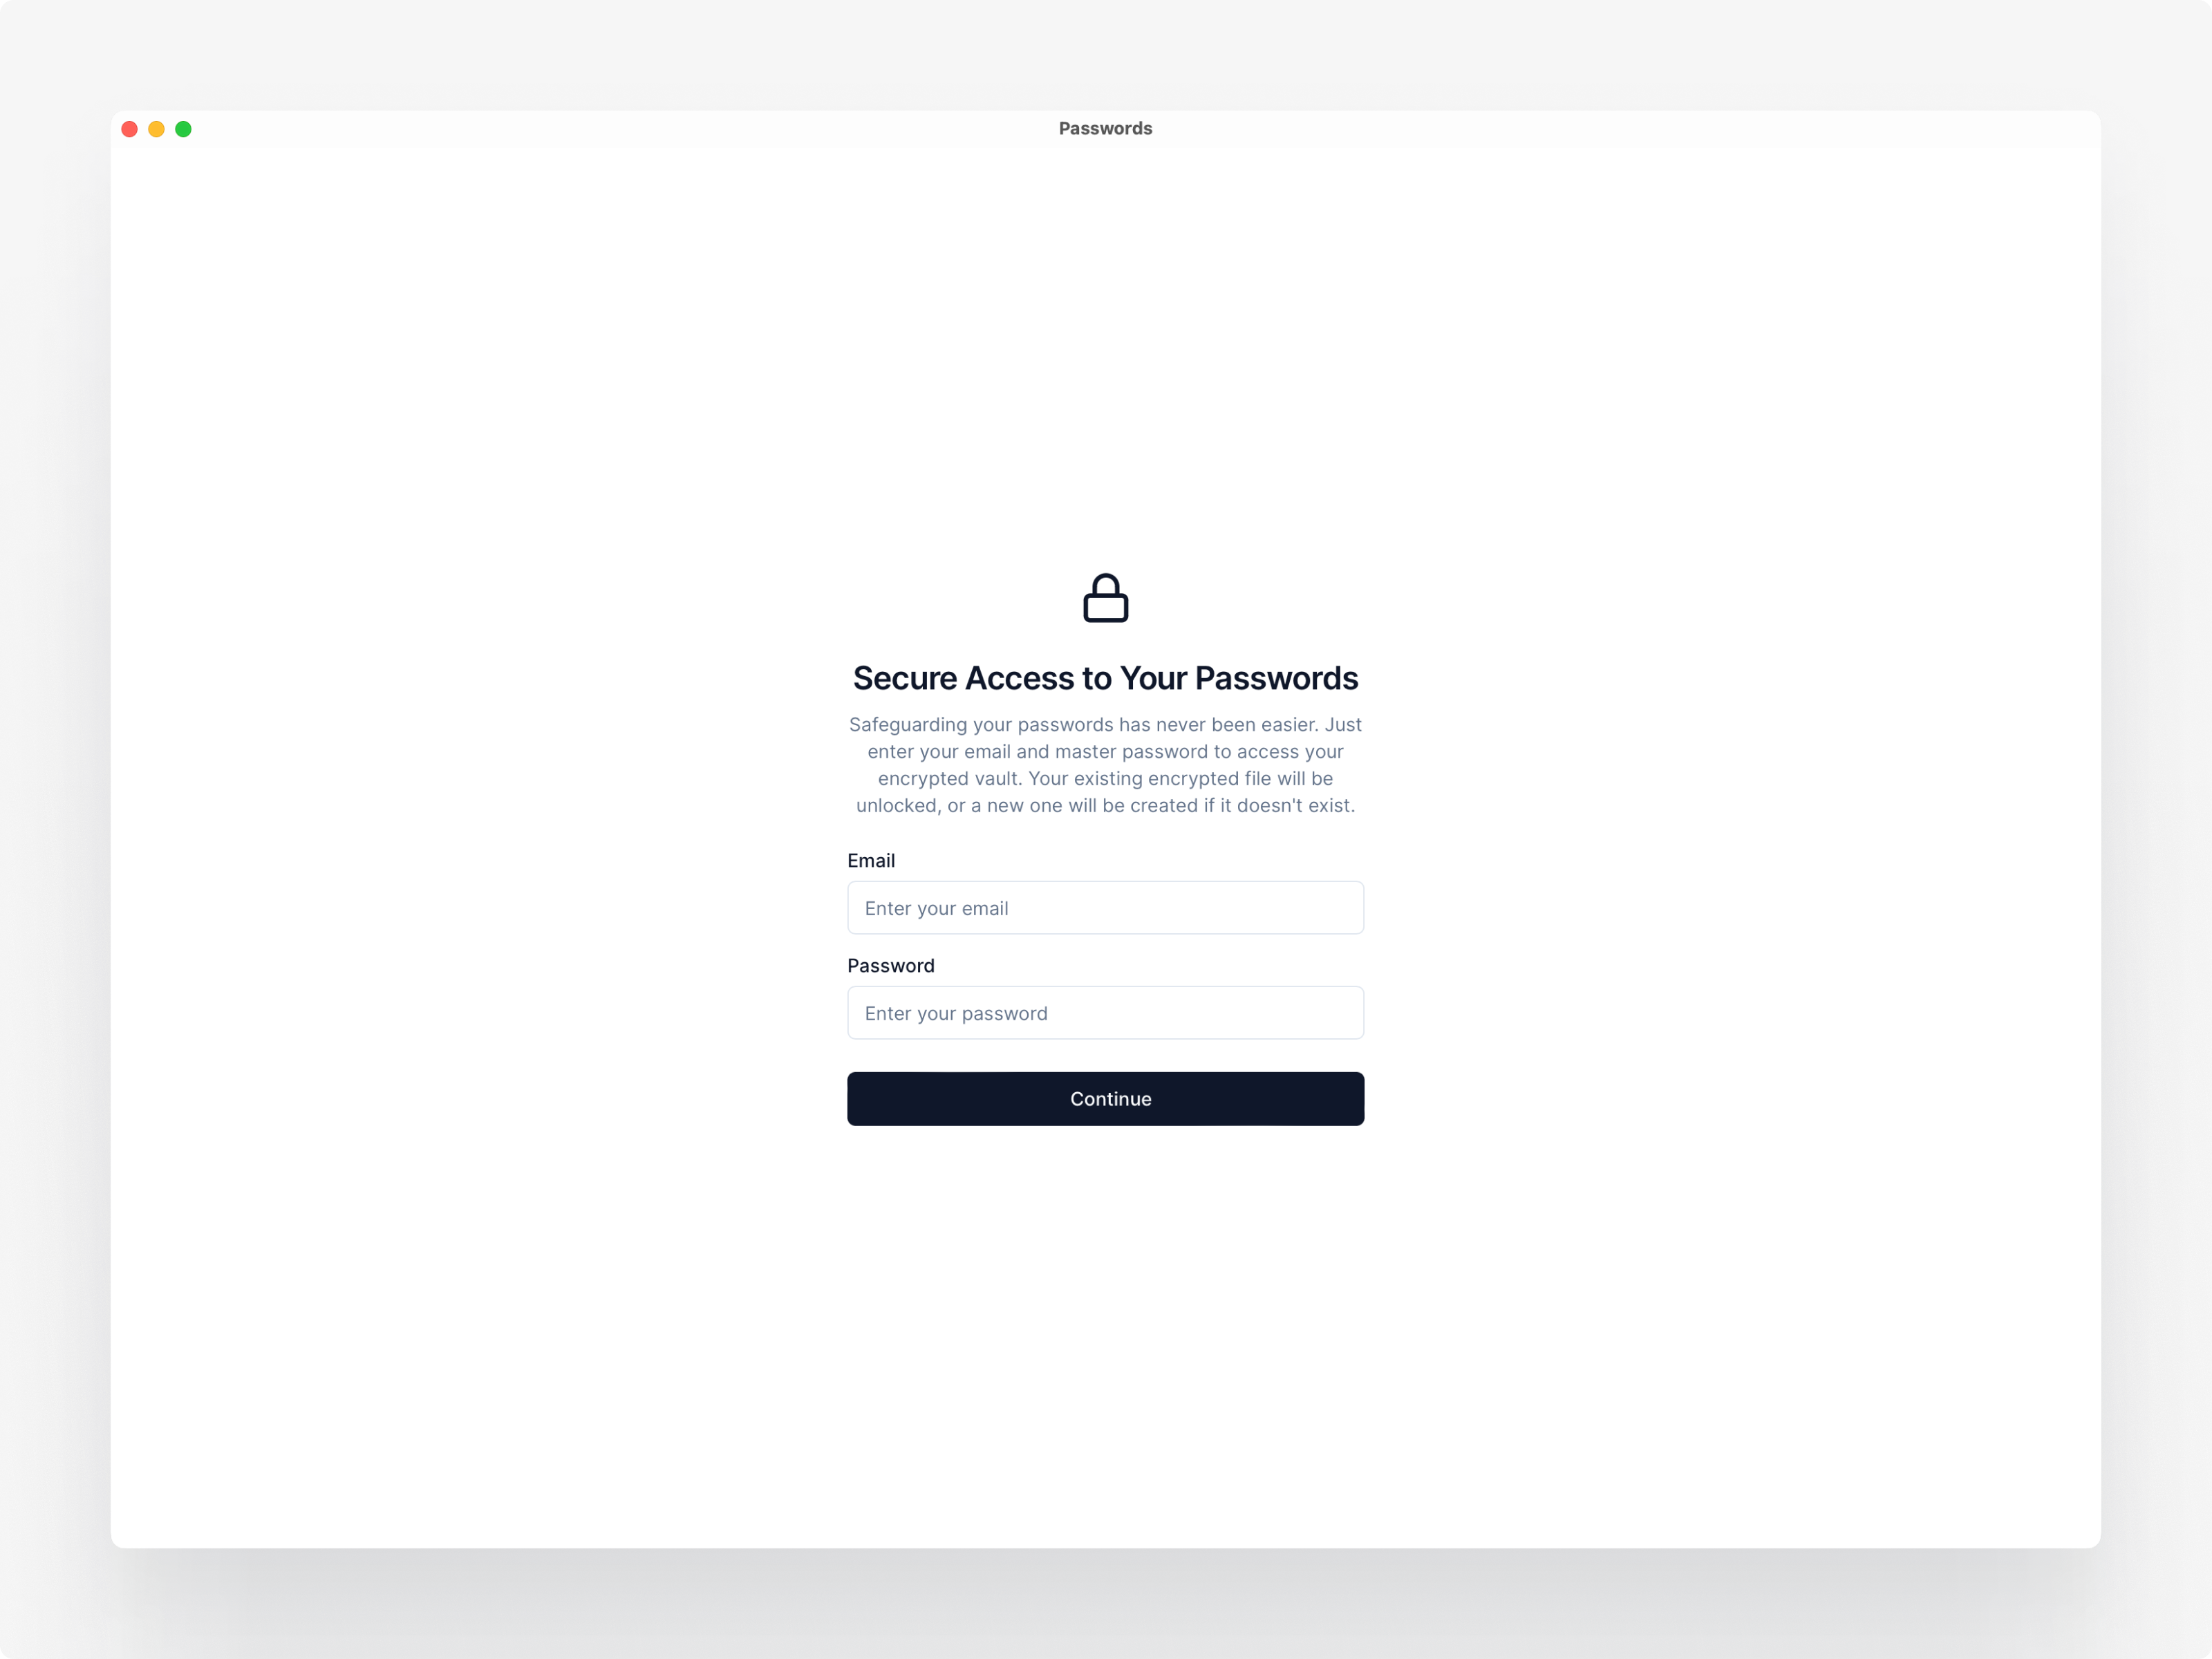 Passwords
Secure Access to Your Passwords
Safeguarding your passwords has never been easier. Just
enter your email and master password to access your
encrypted vault. Your existing encrypted file will be
unlocked, or a new one will be created if it doesn't exist.
Email
Enter your email
Password
Enter your password
Continue